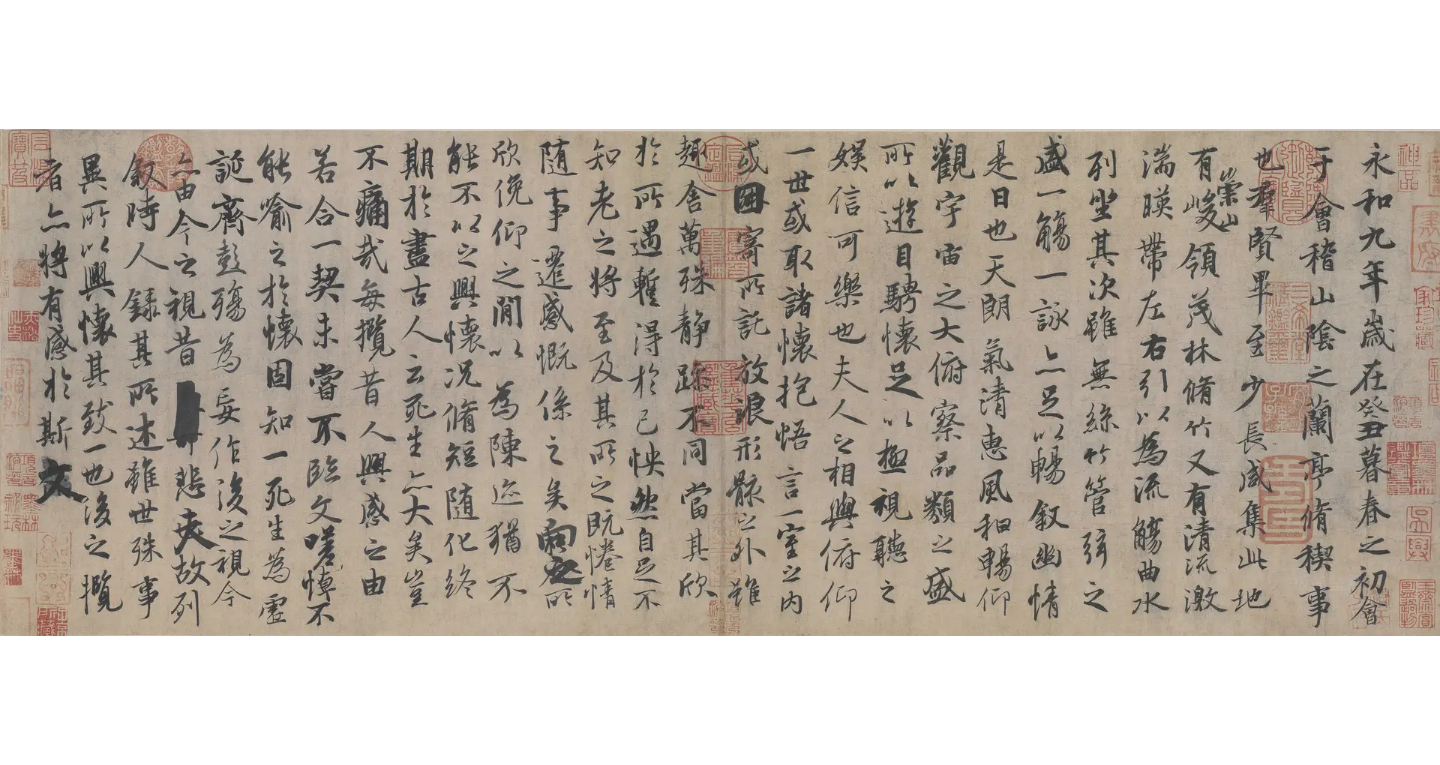 永和九年歲在癸丑暮春之初會
于會稽山陰之蘭亭脩稧事
也羣賢畢至少長咸集此地
有崇山峻領茂林脩竹又有清流激
湍暎帶左右引以為流觴曲水
列坐其次雖無絲竹管弦之
盛一觴一詠亦足以暢敘幽情
是日也天朗氣清惠風和暢仰
觀宇宙之大俯察品類之盛
所以遊目騁懷足以極視聽之
娛信可樂也夫人之相與俯仰
一世或取諸懷抱悟言一室之內
或因寄所託放浪形骸之外雖
趣舍萬殊靜躁不同當其欣
於所遇蹔得於己怏然自足不
知老之將至及其所之既惓情
隨事遷感慨係之矣向之所
欣俛仰之閒以為陳迹猶不
能不以之興懷況脩短隨化終
期於盡古人云死生亦大矣豈
不痛哉每攬昔人興感之由
若合一契未嘗不臨文嗟悼不
能喻之於懷固知一死生為虛
誕齊彭殤為妄作後之視今
亦由今之視昔悲夫故列
敘時人錄其所述雖世殊事
異所以興懷其致一也後之攬
者亦將有感於斯文